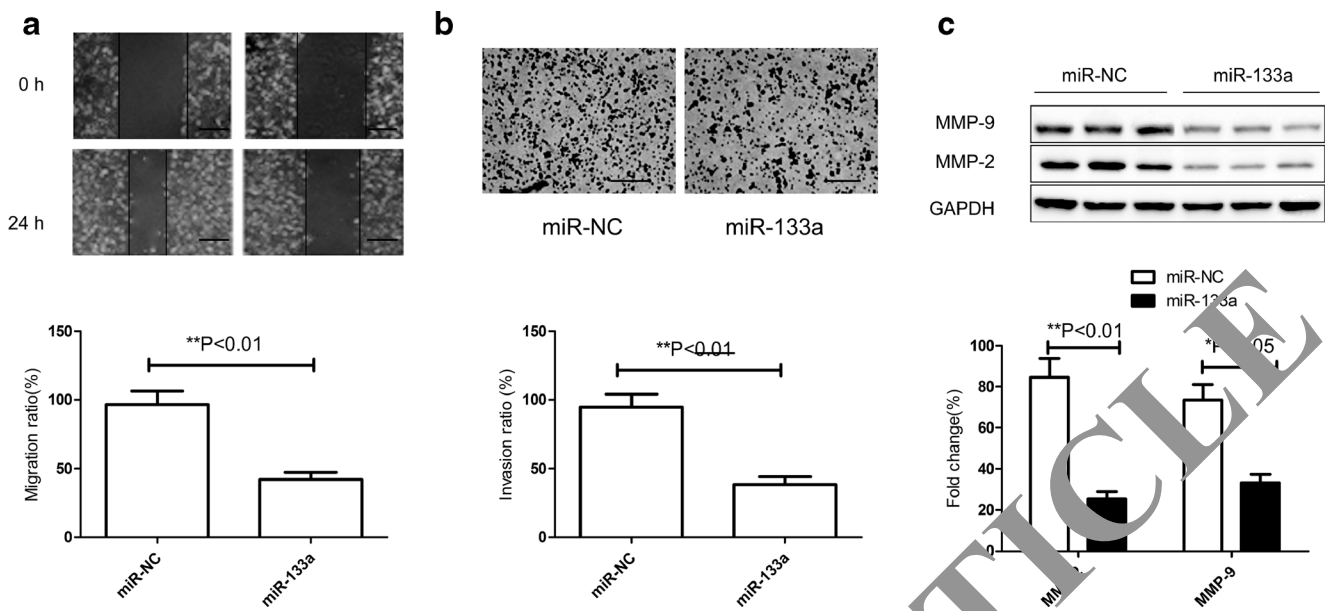 a
0 h
24 h
Migration ratio(%)
150
100
50
0
**P<0.01
miR-NC
miR-133a
b
miR-NC
miR-133a
Invasion ratio (%)
150
100
50
0
**P<0.01
miR-NC
miR-133a
c
miR-NC
miR-133a
MMP-9
MMP-2
GAPDH
miR-NC
miR-133a
Fold change(%)
100
80
60
40
20
**P<0.01
MMP-9
TICLE